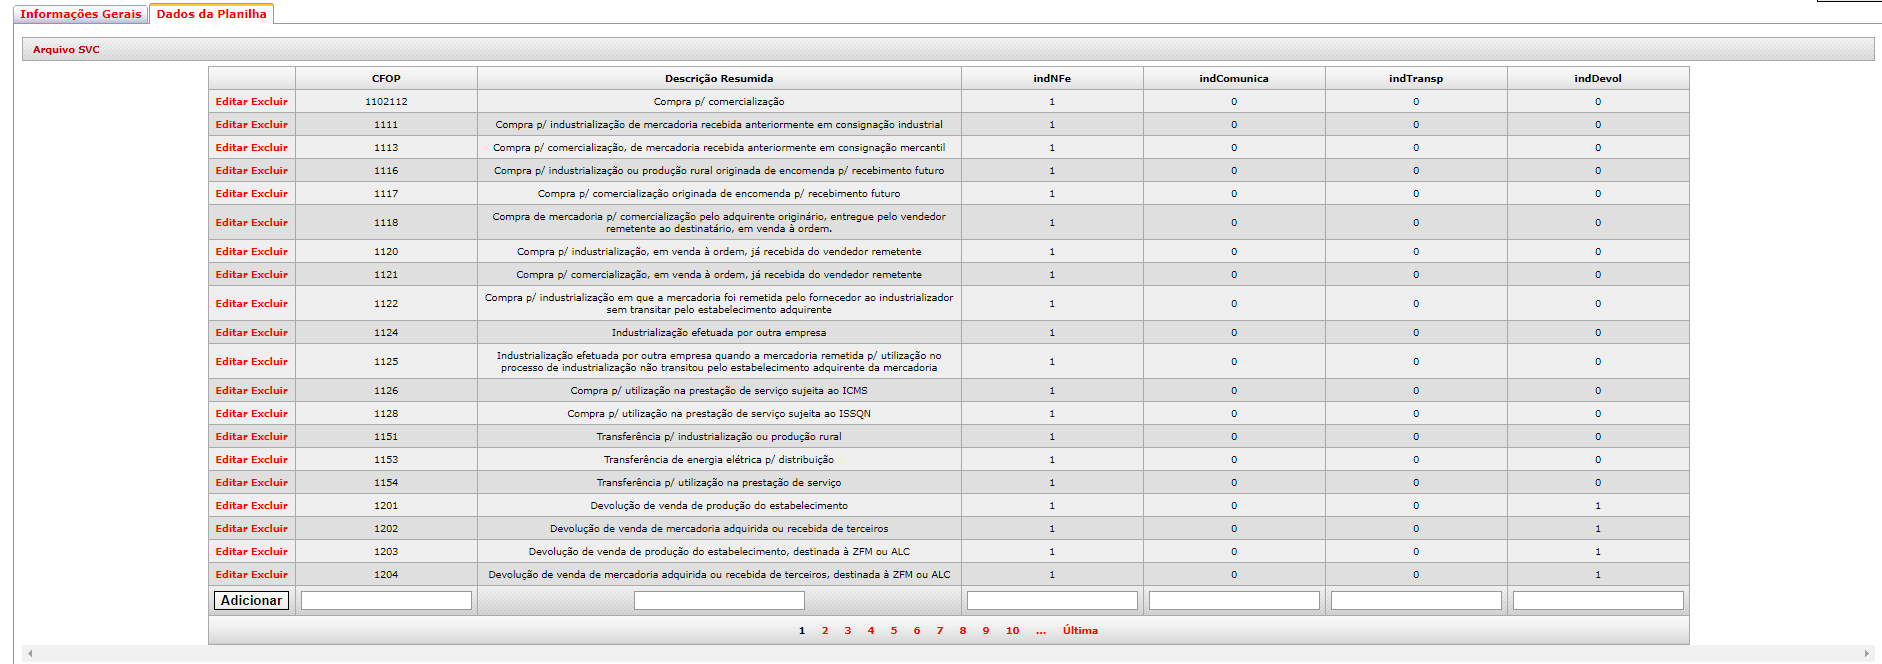 Informações Gerais Dados da Planilha
Arquivo SVC
CFOP Descrição Resumida indNFe indComunica indTransp indDevol
Editar Excluir 1102112 Compra p/ comercialização 1 0 0 0
Editar Excluir 1111 Compra p/ industrialização de mercadoria recebida anteriormente em consignação industrial 1 0 0 0
Editar Excluir 1113 Compra p/ comercialização, de mercadoria recebida anteriormente em consignação mercantil 1 0 0 0
Editar Excluir 1116 Compra p/ industrialização ou produção rural originada de encomenda p/ recebimento futuro 1 0 0 0
Editar Excluir 1117 Compra p/ comercialização originada de encomenda p/ recebimento futuro 1 0 0 0
Editar Excluir 1118 Compra de mercadoria p/ comercialização pelo adquirente originário, entregue pelo vendedor
remetente ao destinatário, em venda à ordem. 1 0 0 0
Editar Excluir 1120 Compra p/ industrialização, em venda à ordem, já recebida do vendedor remetente 1 0 0 0
Editar Excluir 1121 Compra p/ comercialização, em venda à ordem, já recebida do vendedor remetente 1 0 0 0
Editar Excluir 1122 Compra p/ industrialização em que a mercadoria foi remetida pelo fornecedor ao industrializador
sem transitar pelo estabelecimento adquirente 1 0 0 0
Editar Excluir 1124 Industrialização efetuada por outra empresa 1 0 0 0
Editar Excluir 1125 Industrialização efetuada por outra empresa quando a mercadoria remetida p/ utilização no
processo de industrialização não transitou pelo estabelecimento adquirente da mercadoria 1 0 0 0
Editar Excluir 1126 Compra p/ utilização na prestação de serviço sujeita ao ICMS 1 0 0 0
Editar Excluir 1128 Compra p/ utilização na prestação de serviço sujeita ao ISSQN 1 0 0 0
Editar Excluir 1151 Transferência p/ industrialização ou produção rural 1 0 0 0
Editar Excluir 1153 Transferência de energia elétrica p/ distribuição 1 0 0 0
Editar Excluir 1154 Transferência p/ utilização na prestação de serviço 1 0 0 0
Editar Excluir 1201 Devolução de venda de produção do estabelecimento 1 0 0 1
Editar Excluir 1202 Devolução de venda de mercadoria adquirida ou recebida de terceiros 1 0 0 1
Editar Excluir 1203 Devolução de venda de produção do estabelecimento, destinada à ZFM ou ALC 1 0 0 1
Editar Excluir 1204 Devolução de venda de mercadoria adquirida ou recebida de terceiros, destinada à ZFM ou ALC 1 0 0 1
Adicionar
1 2 3 4 5 6 7 8 9 10 ... Última